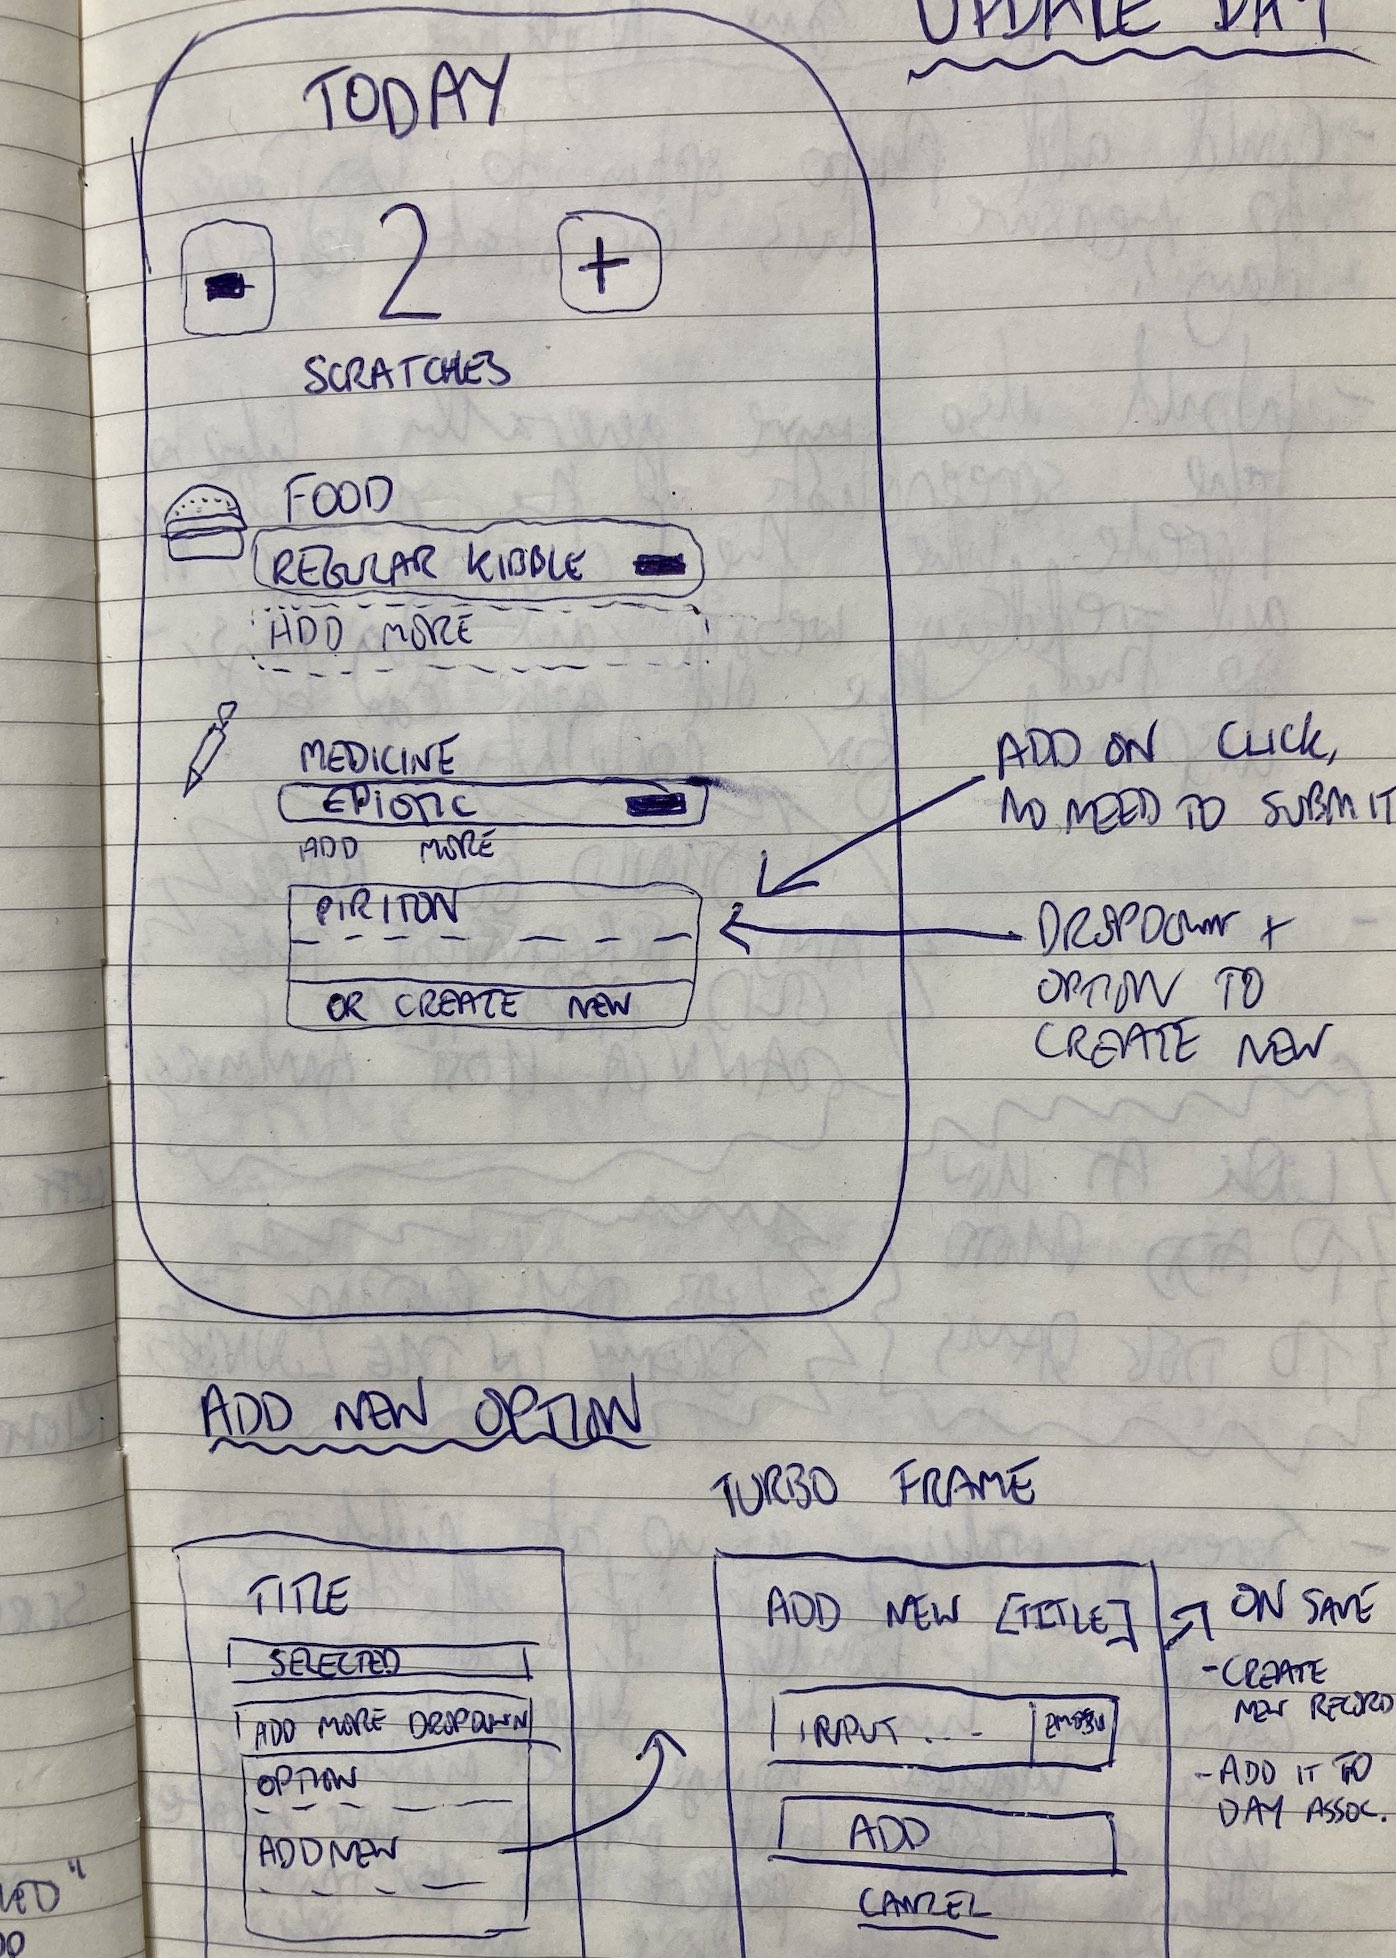 UPDATE DAY
TODAY
2
+
SCRATCHES
FOOD
REGULAR KIBBLE
ADD MORE
MEDICINE
EPIOTIC
ADD MORE
PIRITON
OR CREATE NEW
ADD ON CLICK,
NO NEED TO SUBMIT
DROPDOWN +
OPTION TO
CREATE NEW
ADD NEW OPTION
TITLE
SELECTED
ADD MORE DROPDOWN
OPTION
ADD NEW
TURBO FRAME
ADD NEW [TITLE]
INPUT...
EMOJI
ADD
CANCEL
ON SAVE
- CREATE
NEW RECORD
- ADD IT TO
DAY ASSOC.